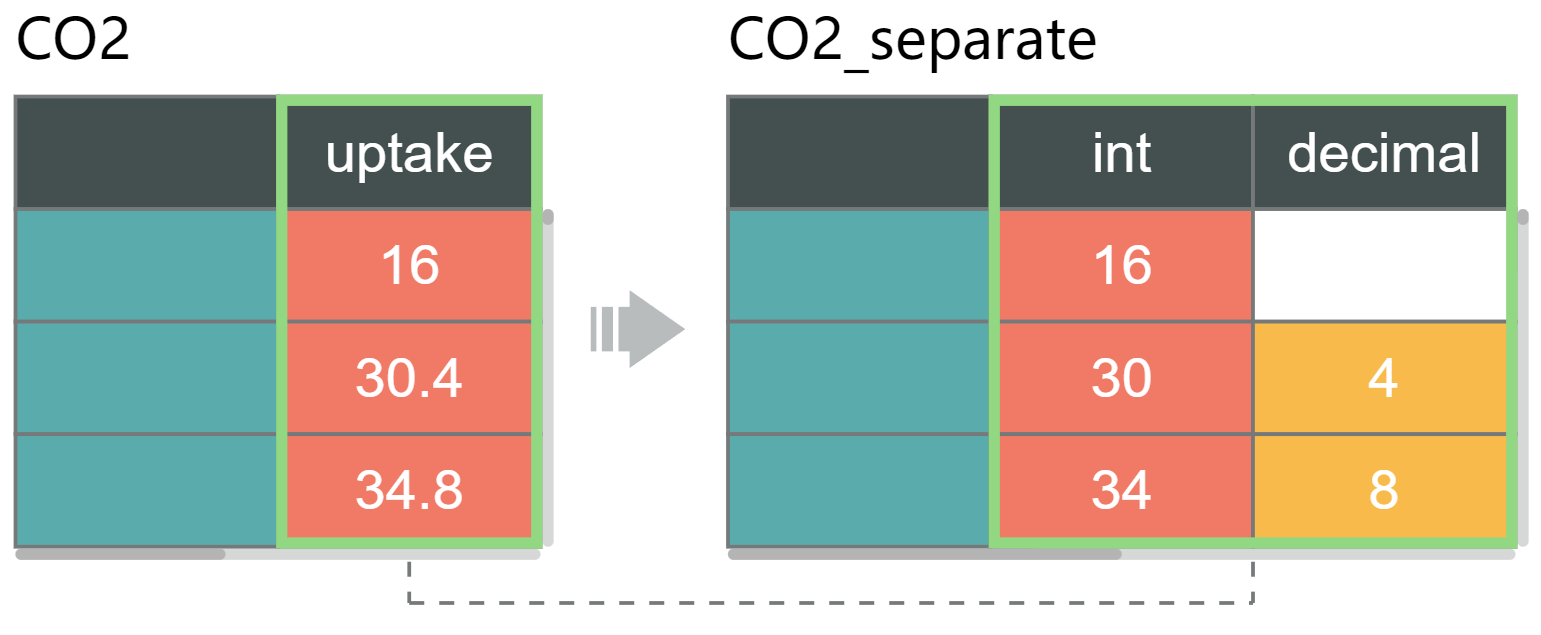 CO2
uptake
16
30.4
34.8
CO2_separate
int decimal
16
30 4
34 8